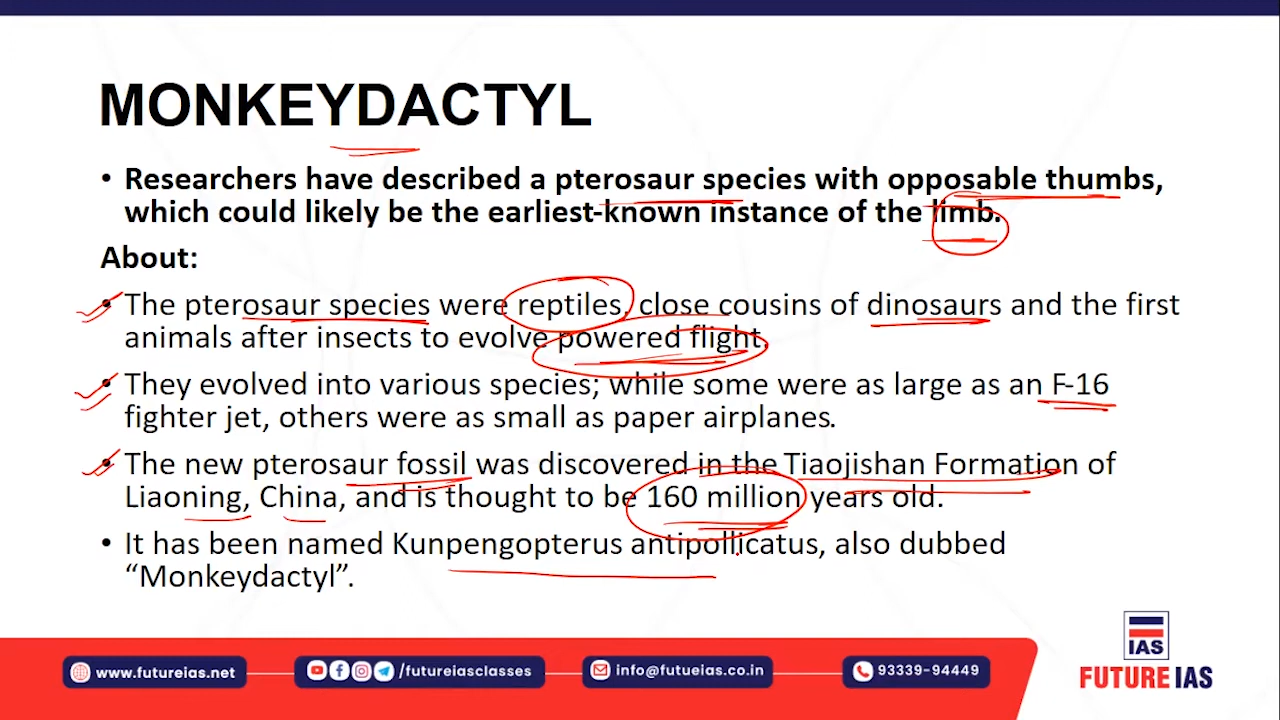 MONKEYDACTYL
• Researchers have described a pterosaur species with opposable thumbs,
which could likely be the earliest-known instance of the limb.
About:
• The pterosaur species were reptiles, close cousins of dinosaurs and the first
animals after insects to evolve powered flight.
• They evolved into various species; while some were as large as an F-16
fighter jet, others were as small as paper airplanes.
• The new pterosaur fossil was discovered in the Tiaojishan Formation of
Liaoning, China, and is thought to be 160 million years old.
• It has been named Kunpengopterus antipollicatus, also dubbed
“Monkeydactyl”.
IAS
www.futureias.net
/futureiasclasses
info@futueias.co.in
93339-94449
FUTURE IAS